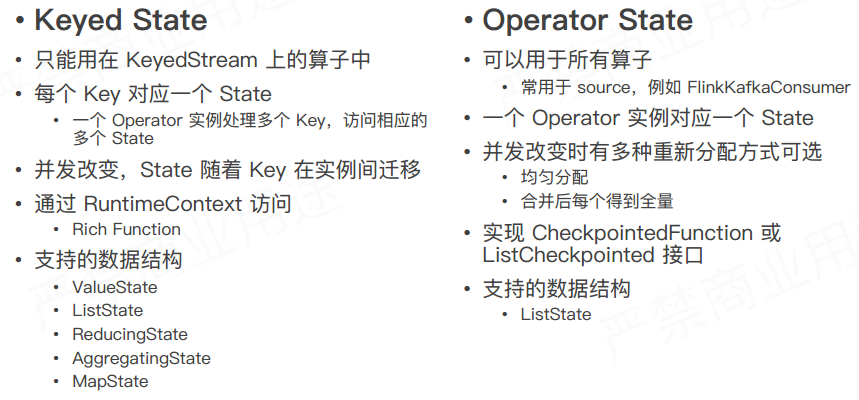 • Keyed State
• 只能用在 KeyedStream 上的算子中
• 每个 Key 对应一个 State
• 一个 Operator 实例处理多个 Key，访问相应的
多个 State
• 并发改变，State 随着 Key 在实例间迁移
• 通过 RuntimeContext 访问
• Rich Function
• 支持的数据结构
• ValueState
• ListState
• ReducingState
• AggregatingState
• MapState
• Operator State
• 可以用于所有算子
• 常用于 source，例如 FlinkKafkaConsumer
• 一个 Operator 实例对应一个 State
• 并发改变时有多种重新分配方式可选
• 均匀分配
• 合并后每个得到全量
• 实现 CheckpointedFunction 或
ListCheckpointed 接口
• 支持的数据结构
• ListState
严禁商业用途